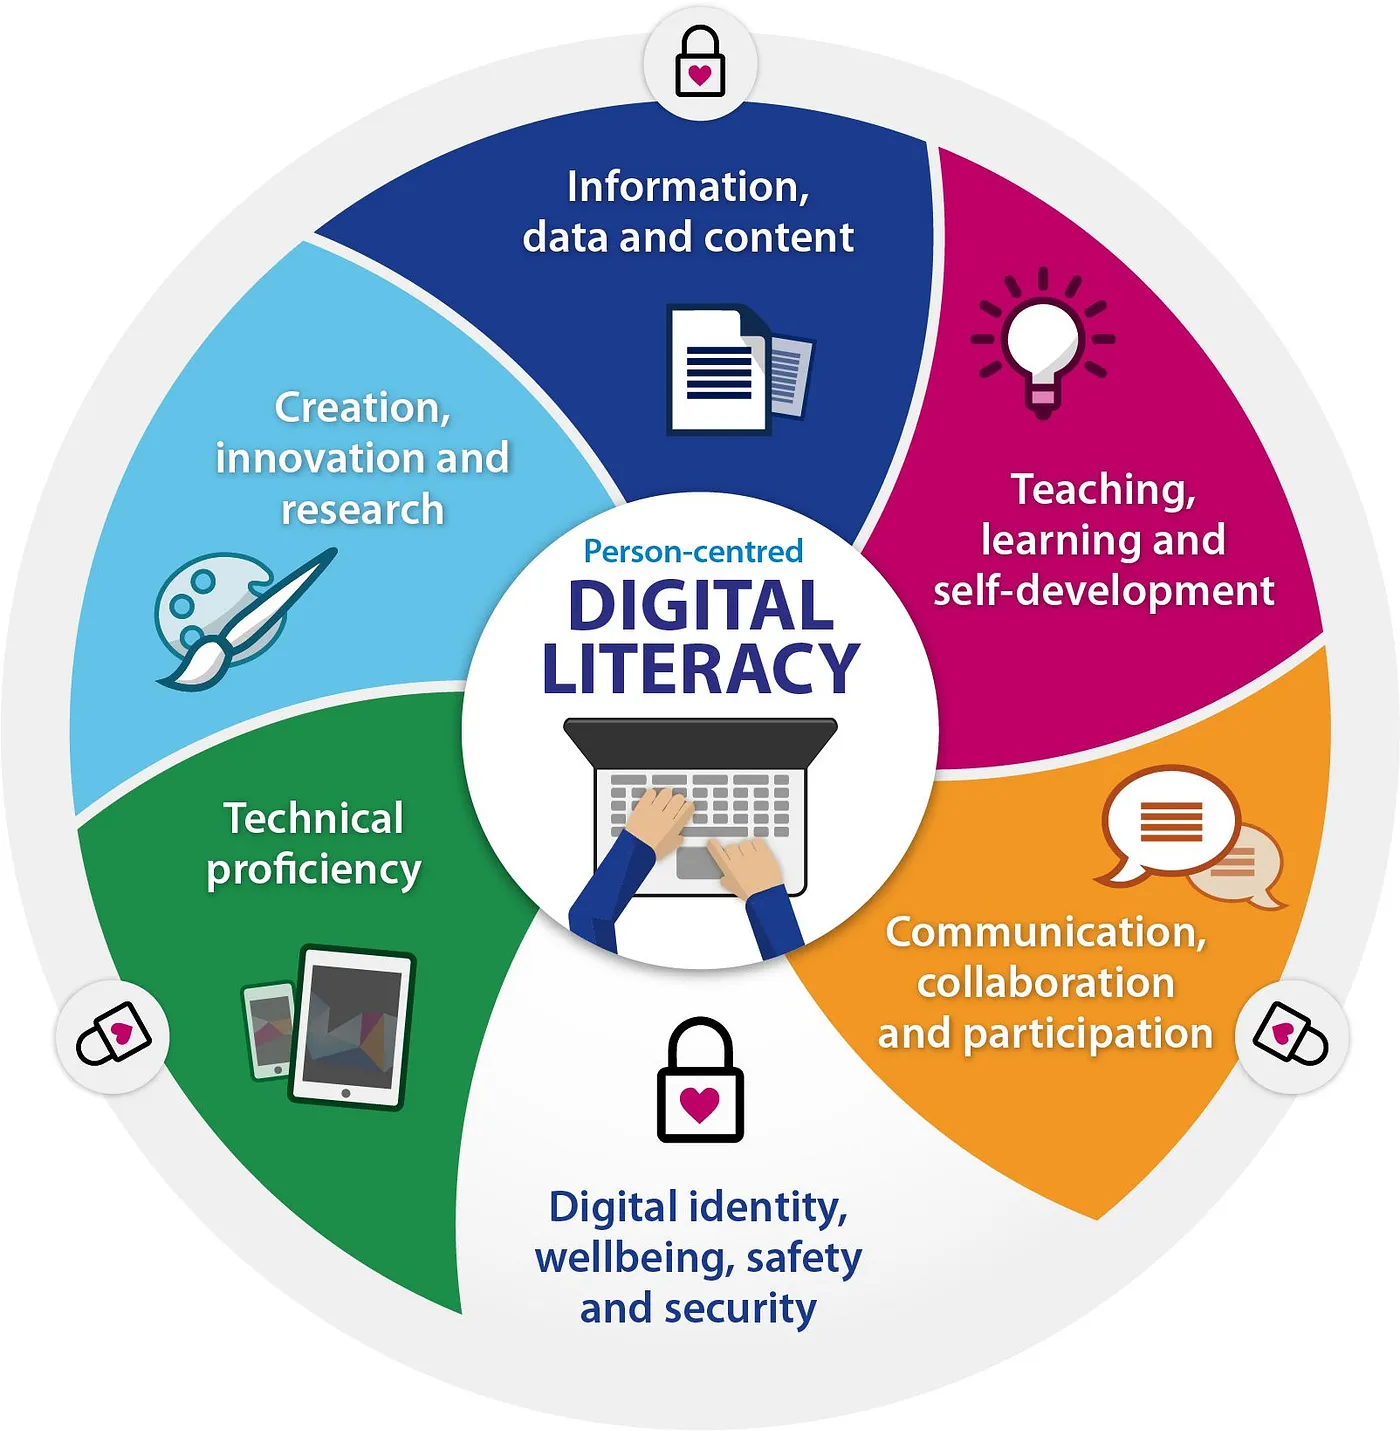 Information,
data and content
Teaching,
learning and
self-development
Communication,
collaboration
and participation
Digital identity,
wellbeing, safety
and security
Technical
proficiency
Creation,
innovation and
research
Person-centred
DIGITAL
LITERACY